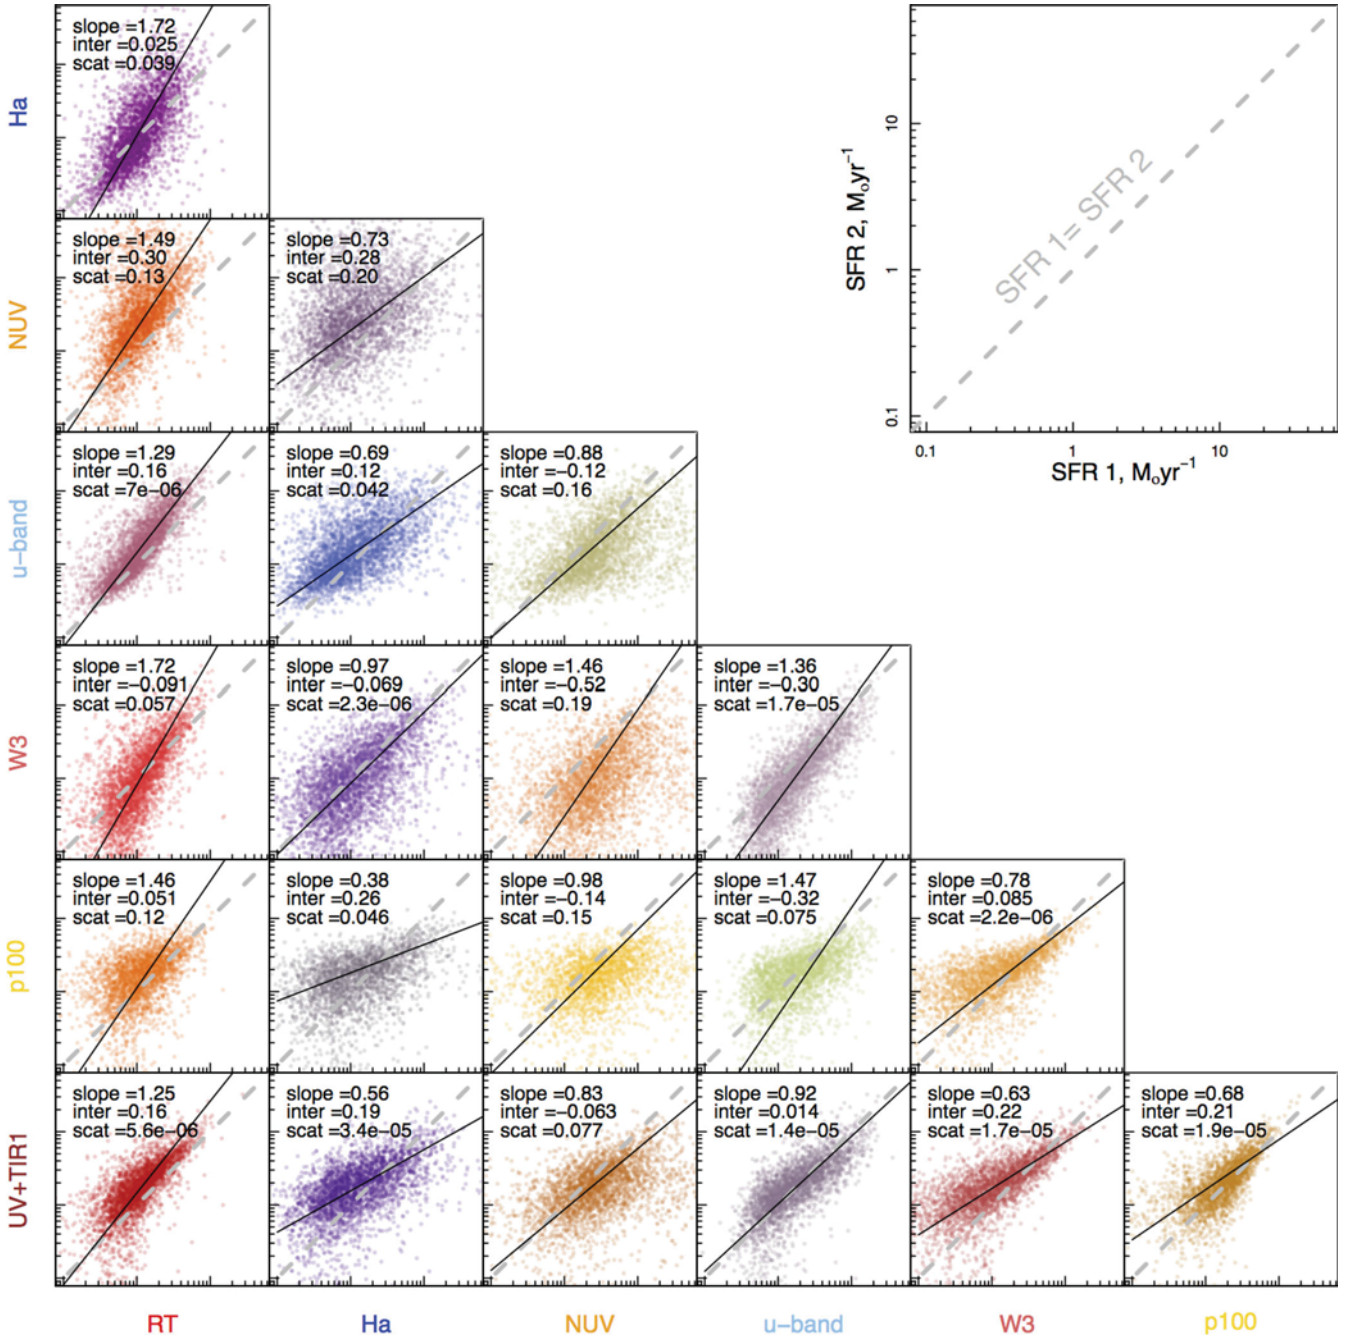 Ha
slope =1.72
inter =0.025
scat =0.039
SFR 2, M₀yr⁻¹
10
1
0.1
SFR 1= SFR 2
0.1 1 10
SFR 1, M₀yr⁻¹
NUV
slope =1.49
inter =0.30
scat =0.13
slope =0.73
inter =0.28
scat =0.20
u−band
slope =1.29
inter =0.16
scat =7e−06
slope =0.69
inter =0.12
scat =0.042
slope =0.88
inter =−0.12
scat =0.16
W3
slope =1.72
inter =−0.091
scat =0.057
slope =0.97
inter =−0.069
scat =2.3e−06
slope =1.46
inter =−0.52
scat =0.19
slope =1.36
inter =−0.30
scat =1.7e−05
p100
slope =1.46
inter =0.051
scat =0.12
slope =0.38
inter =0.26
scat =0.046
slope =0.98
inter =−0.14
scat =0.15
slope =1.47
inter =−0.32
scat =0.075
slope =0.78
inter =0.085
scat =2.2e−06
UV+TIR1
slope =1.25
inter =0.16
scat =5.6e−06
slope =0.56
inter =0.19
scat =3.4e−05
slope =0.83
inter =−0.063
scat =0.077
slope =0.92
inter =0.014
scat =1.4e−05
slope =0.63
inter =0.22
scat =1.7e−05
slope =0.68
inter =0.21
scat =1.9e−05
RT Ha NUV u−band W3 p100